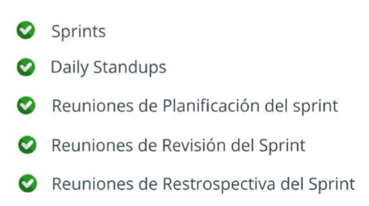 Sprints
Daily Standups
Reuniones de Planificación del sprint
Reuniones de Revisión del Sprint
Reuniones de Restrospectiva del Sprint